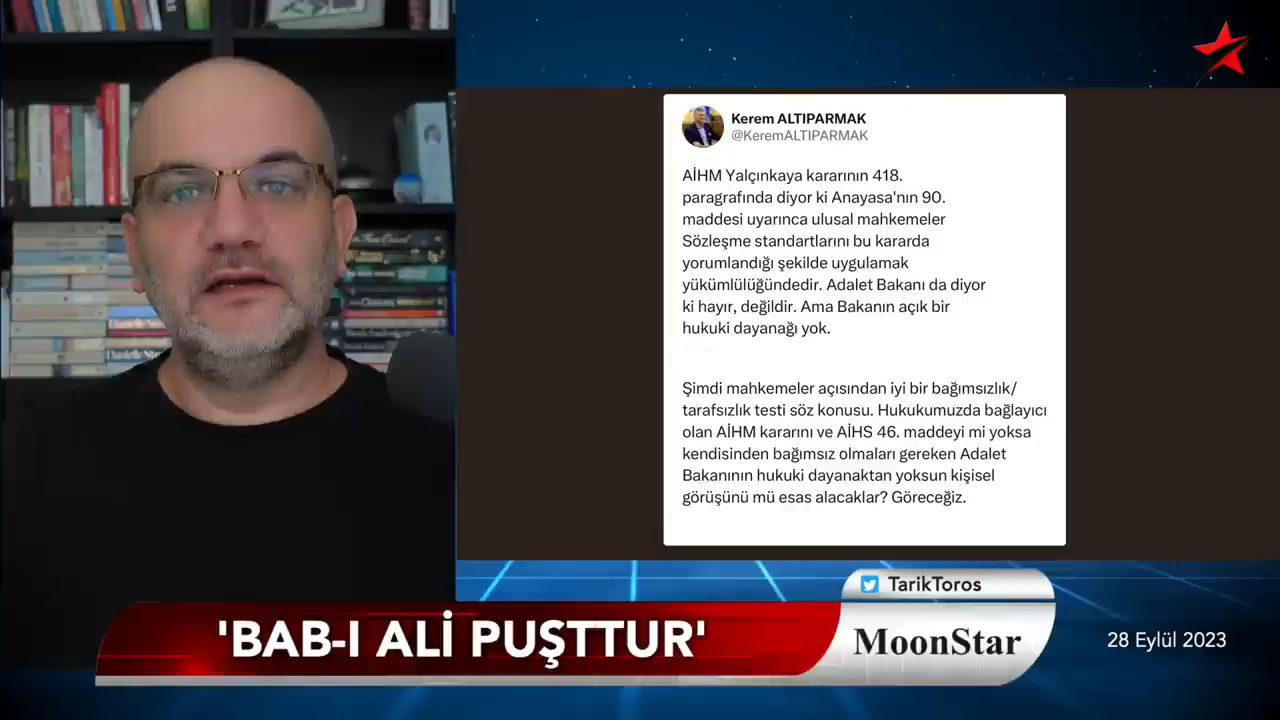 Kerem ALTIPARMAK
@KeremALTIPARMAK
AİHM Yalçınkaya kararının 418.
paragrafında diyor ki Anayasa'nın 90.
maddesi uyarınca ulusal mahkemeler
Sözleşme standartlarını bu kararda
yorumlandığı şekilde uygulamak
yükümlülüğündedir. Adalet Bakanı da diyor
ki hayır, değildir. Ama Bakanın açık bir
hukuki dayanağı yok.
Şimdi mahkemeler açısından iyi bir bağımsızlık/
tarafsızlık testi söz konusu. Hukukumuzda bağlayıcı
olan AİHM kararını ve AİHS 46. maddeyi mi yoksa
kendisinden bağımsız olmaları gereken Adalet
Bakanının hukuki dayanaktan yoksun kişisel
görüşünü mü esas alacaklar? Göreceğiz.
TarikToros
'BAB-I ALİ PUŞTTUR'
MoonStar
28 Eylül 2023